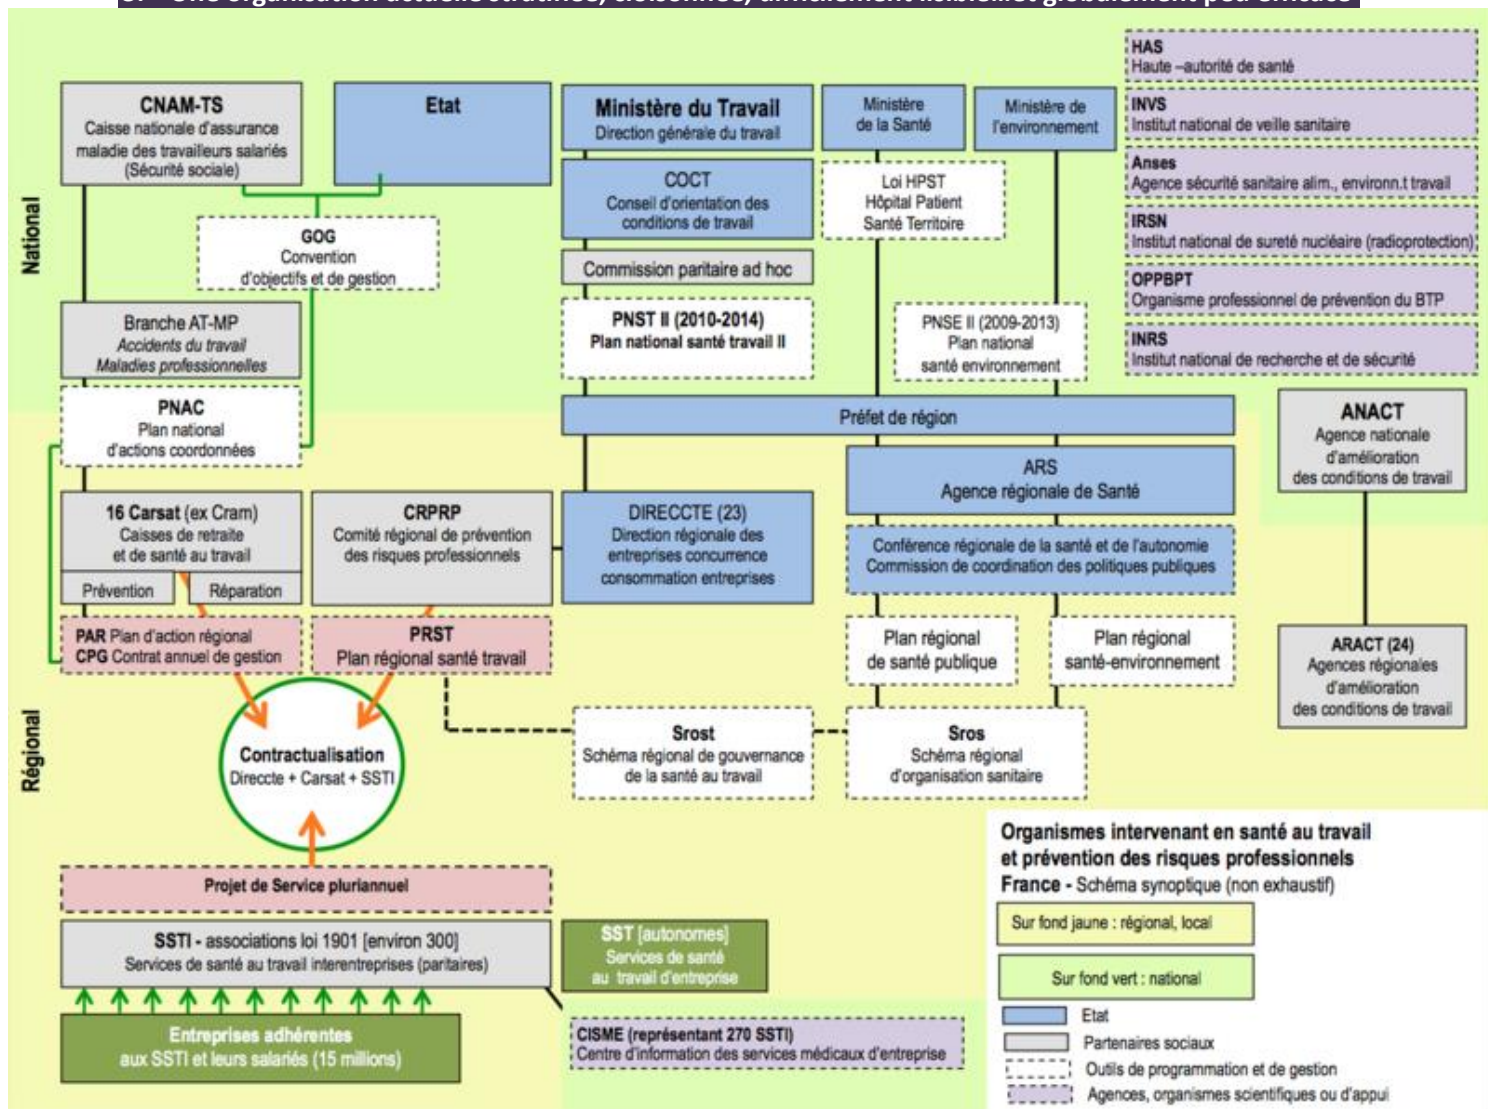 HAS
Haute –autorité de santé
INVS
Institut national de veille sanitaire
Anses
Agence sécurité sanitaire alim., environn.t travail
IRSN
Institut national de sureté nucléaire (radioprotection)
OPPBPT
Organisme professionnel de prévention du BTP
INRS
Institut national de recherche et de sécurité
National
CNAM-TS
Caisse nationale d'assurance
maladie des travailleurs salariés
(Sécurité sociale)
Etat
Ministère du Travail
Direction générale du travail
Ministère
de la Santé
Ministère de
l'environnement
COCT
Conseil d'orientation des
conditions de travail
Loi HPST
Hôpital Patient
Santé Territoire
GOG
Convention
d'objectifs et de gestion
Commission paritaire ad hoc
Branche AT-MP
Accidents du travail
Maladies professionnelles
PNST II (2010-2014)
Plan national santé travail II
PNSE II (2009-2013)
Plan national
santé environnement
PNAC
Plan national
d'actions coordonnées
Préfet de région
ANACT
Agence nationale
d'amélioration
des conditions de travail
Régional
ARS
Agence régionale de Santé
16 Carsat (ex Cram)
Caisses de retraite
et de santé au travail
Prévention
Réparation
CRPRP
Comité régional de prévention
des risques professionnels
DIRECCTE (23)
Direction régionale des
entreprises concurrence
consommation entreprises
Conférence régionale de la santé et de l'autonomie
Commission de coordination des politiques publiques
PAR Plan d'action régional
CPG Contrat annuel de gestion
PRST
Plan régional santé travail
Plan régional
de santé publique
Plan régional
santé-environnement
ARACT (24)
Agences régionales
d'amélioration
des conditions de travail
Contractualisation
Direccte + Carsat + SSTI
Srost
Schéma régional de gouvernance
de la santé au travail
Sros
Schéma régional
d'organisation sanitaire
Projet de Service pluriannuel
SSTI - associations loi 1901 [environ 300]
Services de santé au travail interentreprises (paritaires)
SST [autonomes]
Services de santé
au travail d'entreprise
Entreprises adhérentes
aux SSTI et leurs salariés (15 millions)
CISME (représentant 270 SSTI)
Centre d'information des services médicaux d'entreprise
Organismes intervenant en santé au travail
et prévention des risques professionnels
France - Schéma synoptique (non exhaustif)
Sur fond jaune : régional, local
Sur fond vert : national
Etat
Partenaires sociaux
Outils de programmation et de gestion
Agences, organismes scientifiques ou d'appui